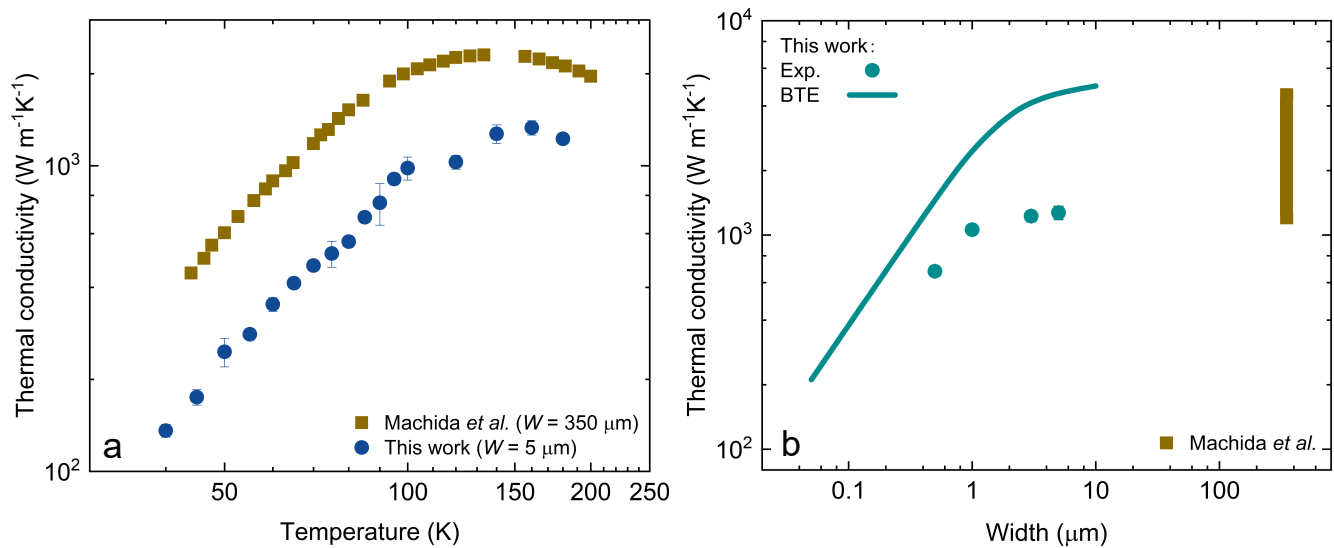 Thermal conductivity (W m⁻¹K⁻¹)
10³
10²
50
100
150
200
250
Temperature (K)
Machida et al. (W = 350 μm)
This work (W = 5 μm)
a
Thermal conductivity (W m⁻¹K⁻¹)
10⁴
10³
10²
0.1
1
10
100
Width (μm)
This work:
Exp.
BTE
Machida et al.
b